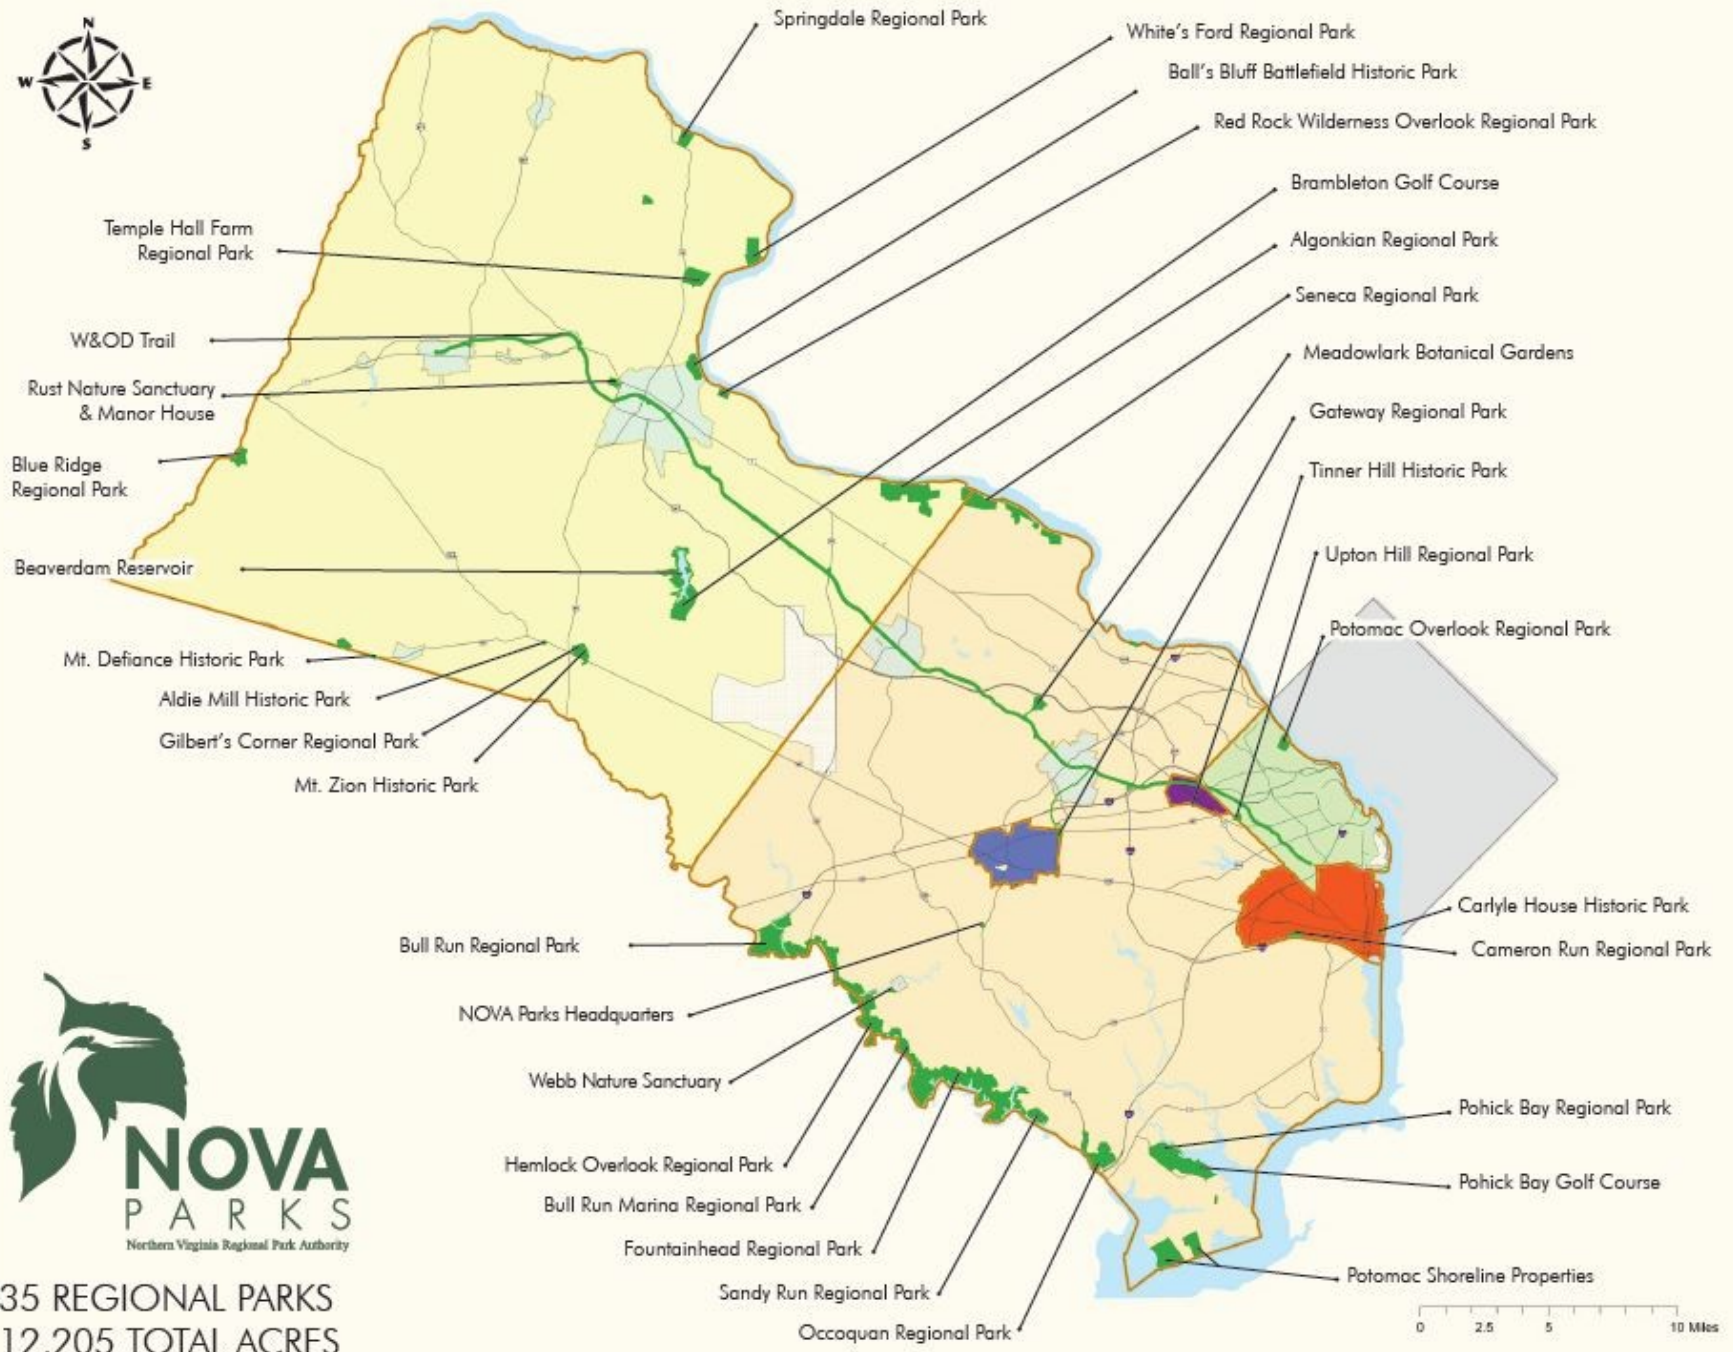 N
W
E
S
Springdale Regional Park
White's Ford Regional Park
Ball's Bluff Battlefield Historic Park
Red Rock Wilderness Overlook Regional Park
Brambleton Golf Course
Algonkian Regional Park
Seneca Regional Park
Meadowlark Botanical Gardens
Gateway Regional Park
Tinner Hill Historic Park
Upton Hill Regional Park
Potomac Overlook Regional Park
Temple Hall Farm
Regional Park
W&OD Trail
Rust Nature Sanctuary
& Manor House
Blue Ridge
Regional Park
Beaverdam Reservoir
Mt. Defiance Historic Park
Aldie Mill Historic Park
Gilbert's Corner Regional Park
Mt. Zion Historic Park
Carlyle House Historic Park
Cameron Run Regional Park
Bull Run Regional Park
NOVA Parks Headquarters
Webb Nature Sanctuary
Hemlock Overlook Regional Park
Bull Run Marina Regional Park
Fountainhead Regional Park
Sandy Run Regional Park
Occoquan Regional Park
Pohick Bay Regional Park
Pohick Bay Golf Course
Potomac Shoreline Properties
0 2.5 5 10 Miles
NOVA
PARKS
Northern Virginia Regional Park Authority
35 REGIONAL PARKS
12,205 TOTAL ACRES